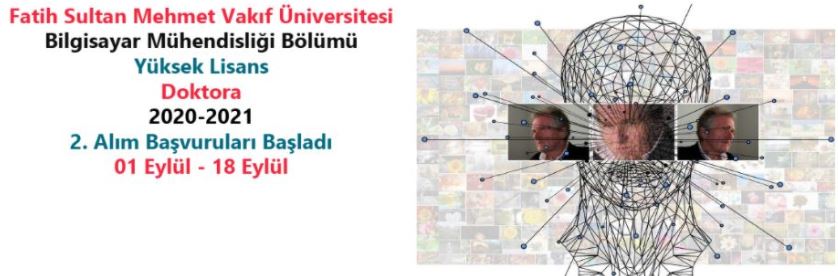 Fatih Sultan Mehmet Vakıf Üniversitesi
Bilgisayar Mühendisliği Bölümü
Yüksek Lisans
Doktora
2020-2021
2. Alım Başvuruları Başladı
01 Eylül - 18 Eylül